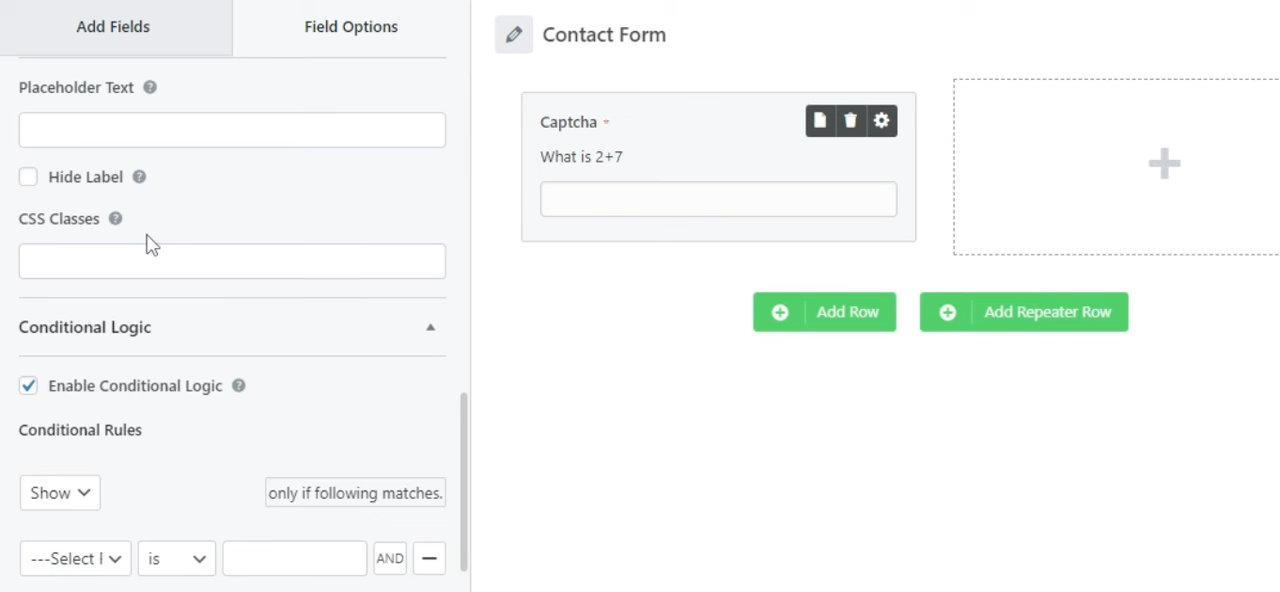 Add Fields
Field Options
Placeholder Text
Hide Label
CSS Classes
Conditional Logic
Enable Conditional Logic
Conditional Rules
Show
only if following matches.
---Select
is
AND
Contact Form
Captcha *
What is 2+7
Add Row
Add Repeater Row